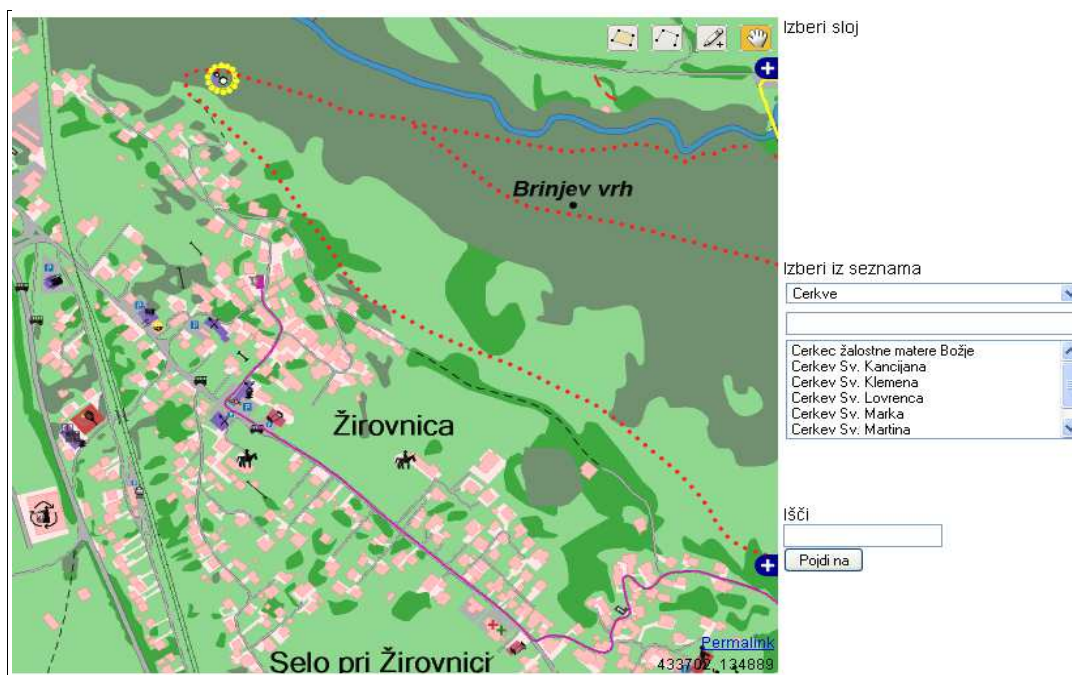 Izberi sloj
Brinjev vrh
Izberi iz seznama
Cerkve
Cerkec žalostne matere Božje
Cerkev Sv. Kancijana
Cerkev Sv. Klemena
Cerkev Sv. Lovrenca
Cerkev Sv. Marka
Cerkev Sv. Martina
Žirovnica
Išči
Pojdi na
Permalink
Selo pri Žirovnici
433702, 134889